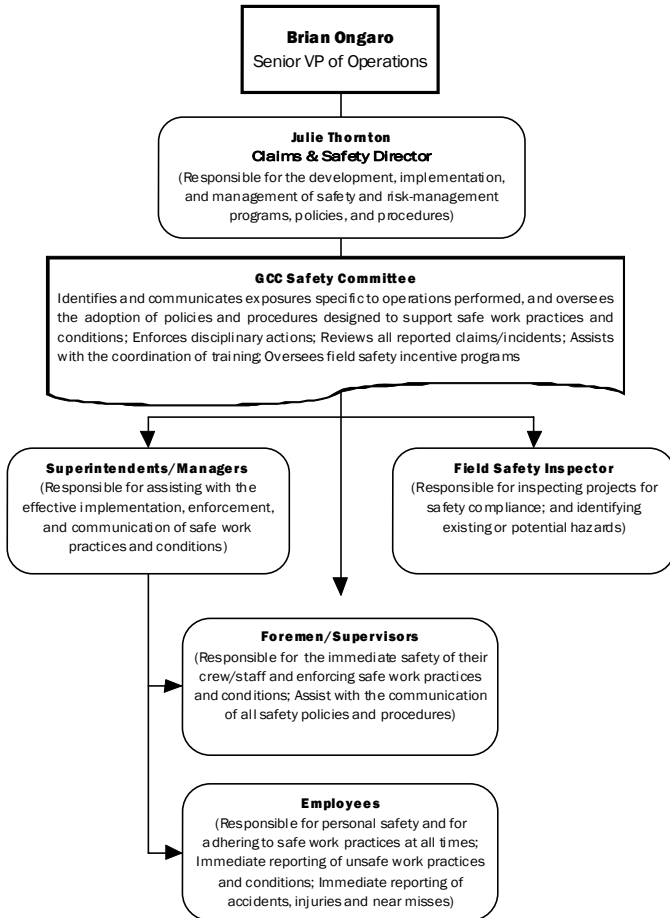 Brian Ongaro
Senior VP of Operations
Julie Thornton
Claims & Safety Director
(Responsible for the development, implementation,
and management of safety and risk-management
programs, policies, and procedures)
GCC Safety Committee
Identifies and communicates exposures specific to operations performed, and oversees
the adoption of policies and procedures designed to support safe work practices and
conditions; Enforces disciplinary actions; Reviews all reported claims/incidents; Assists
with the coordination of training; Oversees field safety incentive programs
Superintendents/Managers
(Responsible for assisting with the
effective implementation, enforcement,
and communication of safe work
practices and conditions)
Field Safety Inspector
(Responsible for inspecting projects for
safety compliance; and identifying
existing or potential hazards)
Foremen/Supervisors
(Responsible for the immediate safety of their
crew/staff and enforcing safe work practices
and conditions; Assist with the communication
of all safety policies and procedures)
Employees
(Responsible for personal safety and for
adhering to safe work practices at all times;
Immediate reporting of unsafe work practices
and conditions; Immediate reporting of
accidents, injuries and near misses)